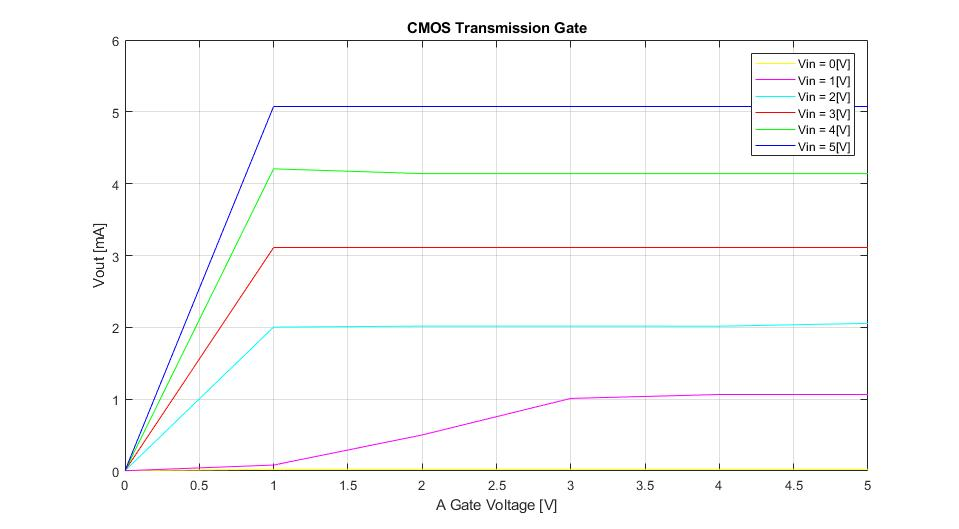 CMOS Transmission Gate
6
5
4
3
2
1
0
Vout [mA]
Vin = 0[V]
Vin = 1[V]
Vin = 2[V]
Vin = 3[V]
Vin = 4[V]
Vin = 5[V]
0 0.5 1 1.5 2 2.5 3 3.5 4 4.5 5
A Gate Voltage [V]